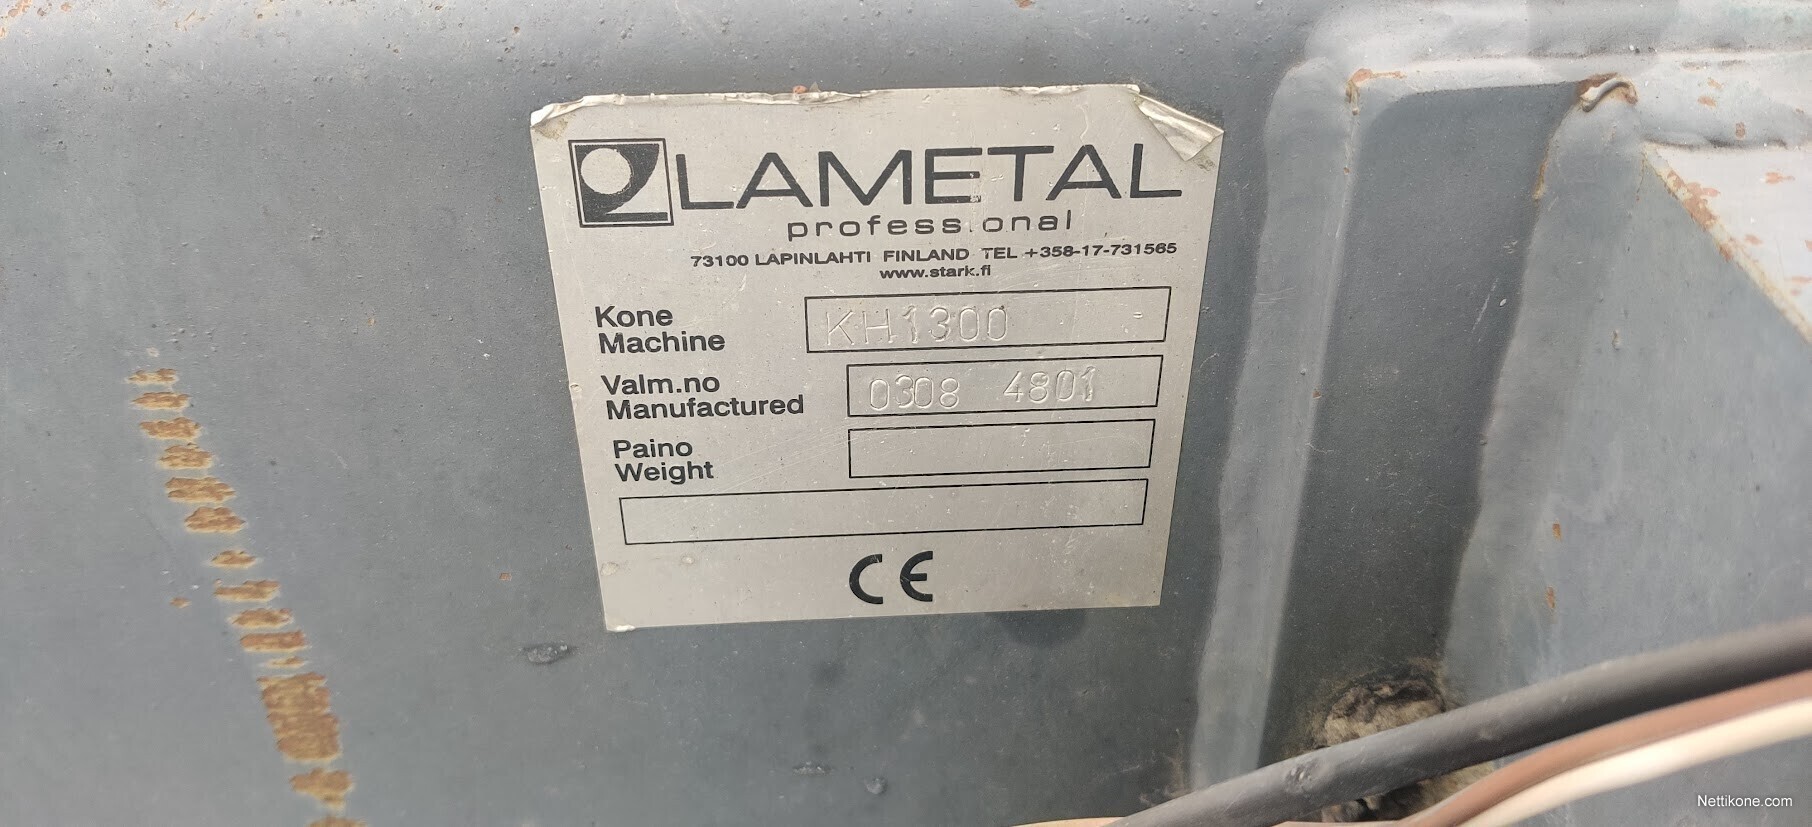 LAMETAL
professional
73100 LAPINLAHTI FINLAND TEL +358-17-731565
www.stark.fi
Kone
Machine
KH1300
Valm.no
Manufactured
0308 4801
Paino
Weight
CE
Nettikone.com